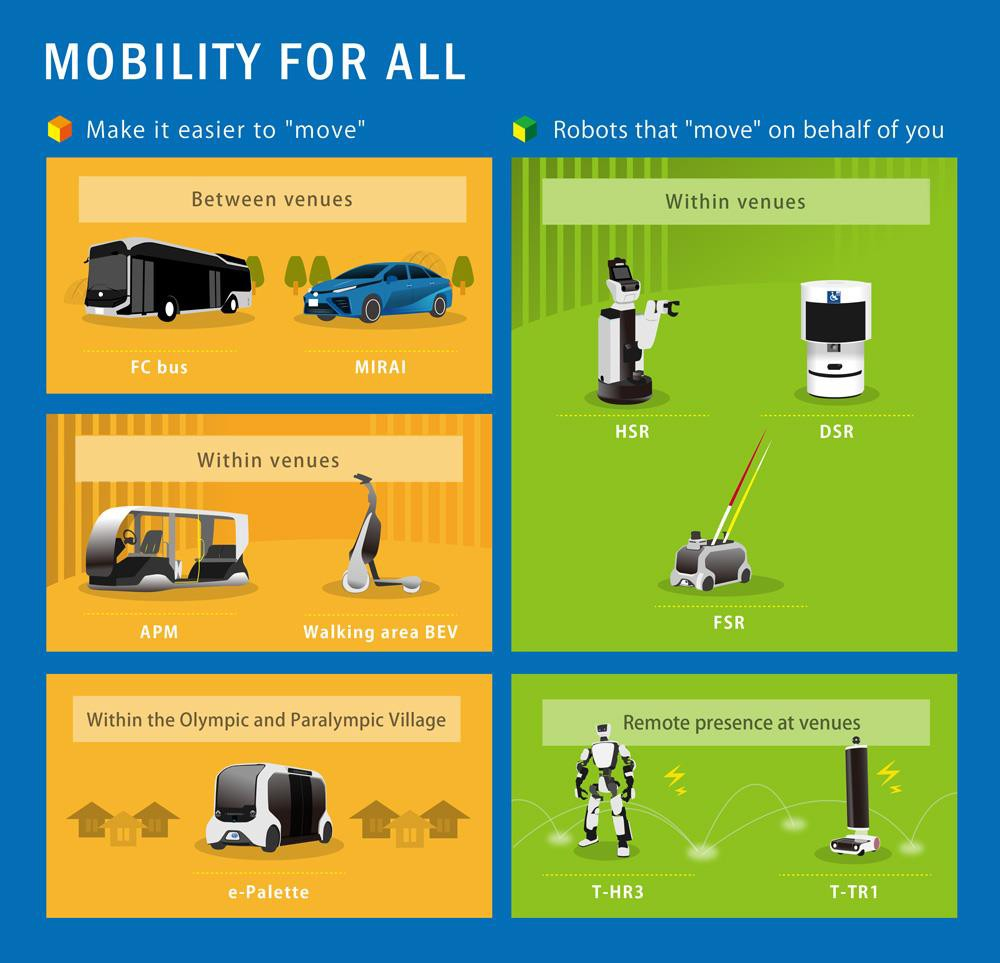 MOBILITY FOR ALL
Make it easier to "move"
Between venues
FC bus
MIRAI
Within venues
APM
Walking area BEV
Within the Olympic and Paralympic Village
e-Palette
Robots that "move" on behalf of you
Within venues
HSR
DSR
FSR
Remote presence at venues
T-HR3
T-TR1